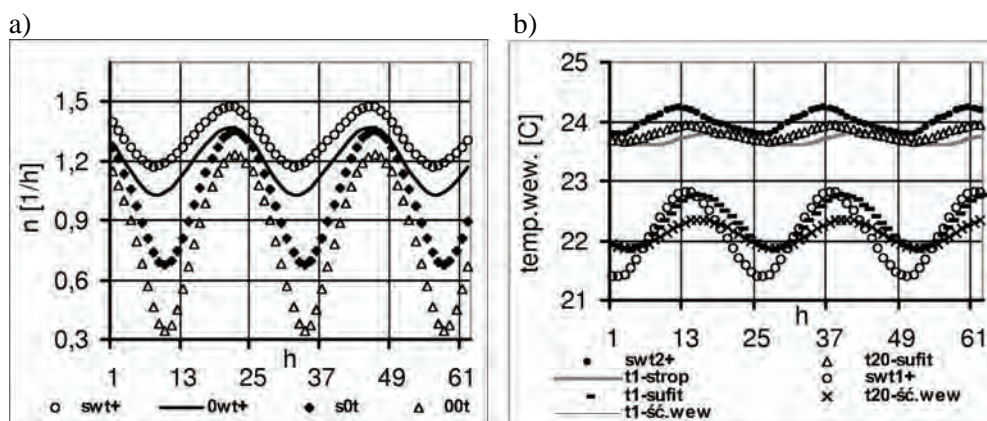 a)
n [1/h]
1,5
1,2
0,9
0,6
0,3
1 13 25 37 49 61
h
swt+ 0wt+ s0t 00t
b)
temp.wew. [C]
25
24
23
22
21
1 13 25 37 49 61
h
swt2+ t20-sufit
t1-strop swt1+
t1-sufit t20-ść.wew
t1-ść.wew